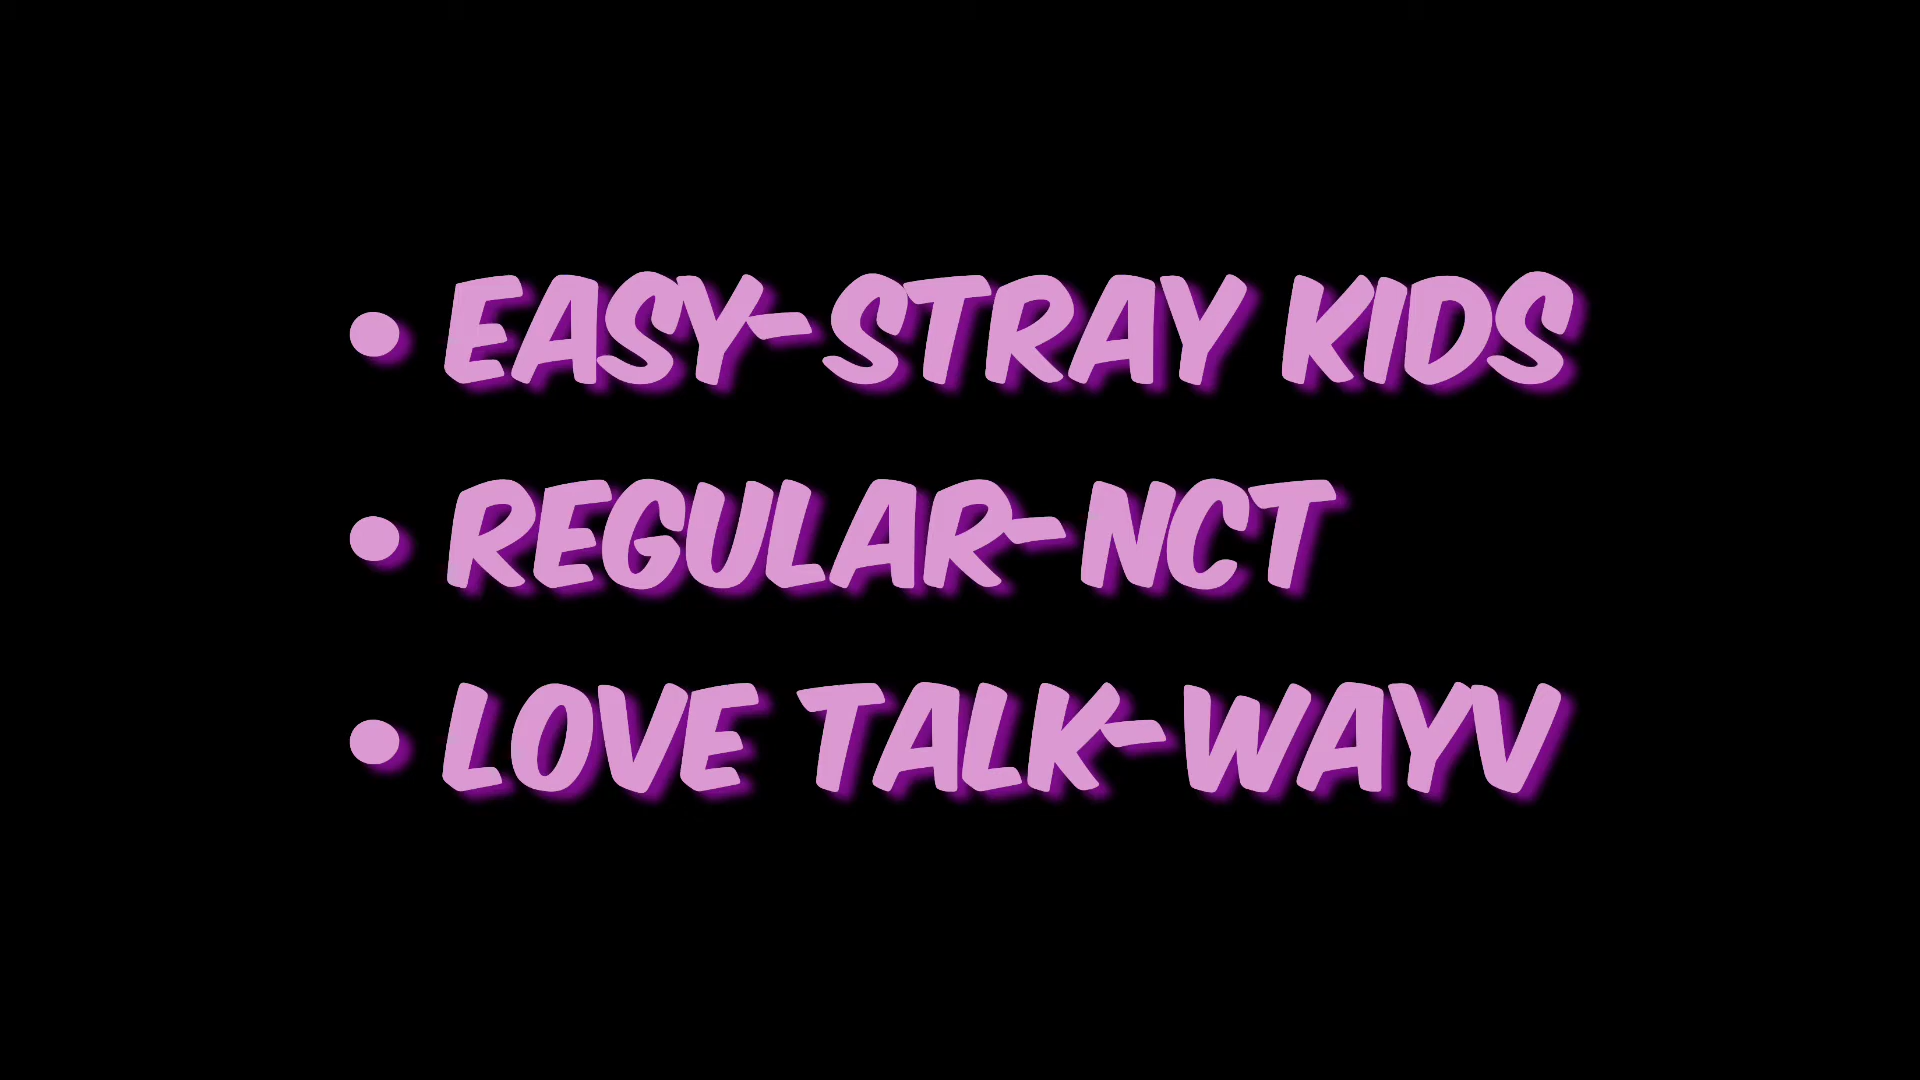 • EASY-STRAY KIDS
• REGULAR-NCT
• LOVE TALK-WAYV